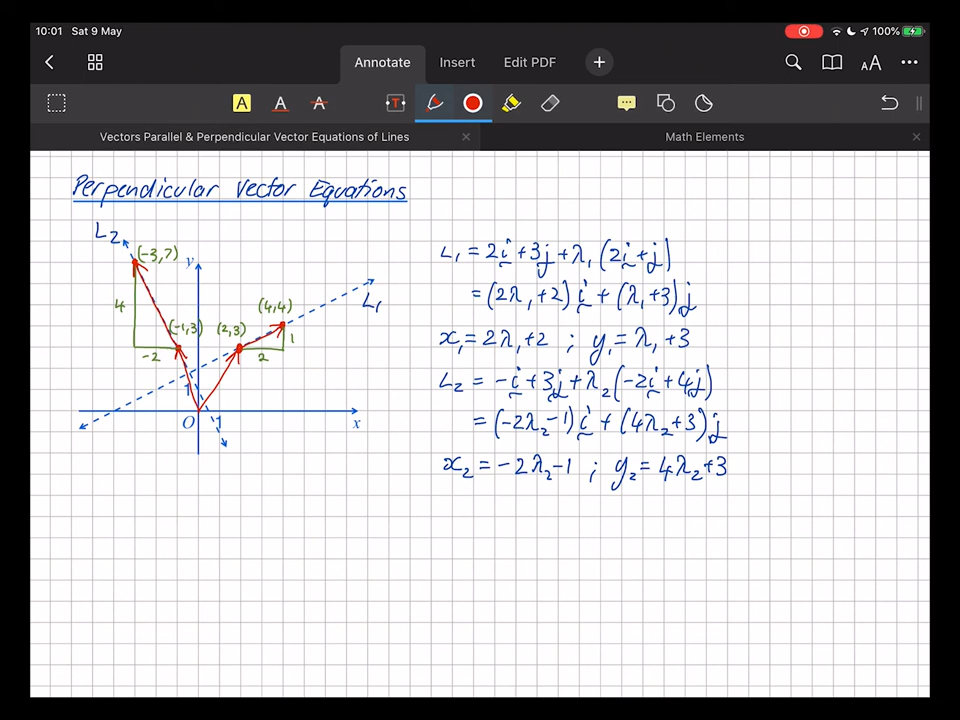 10:01 Sat 9 May 100%
Annotate Insert Edit PDF
Vectors Parallel & Perpendicular Vector Equations of Lines
Math Elements
Perpendicular Vector Equations
L2
(-3,7)
y
4
(-1,3) (2,3) (4,4)
L1
-2 2 1
1
O 1 x
L1 = 2i + 3j + λ1 (2i + j)
= (2λ1 + 2) i + (λ1 + 3) j
x1 = 2λ1 + 2 ; y1 = λ1 + 3
L2 = -i + 3j + λ2 (-2i + 4j)
= (-2λ2 - 1) i + (4λ2 + 3) j
x2 = -2λ2 - 1 ; y2 = 4λ2 + 3